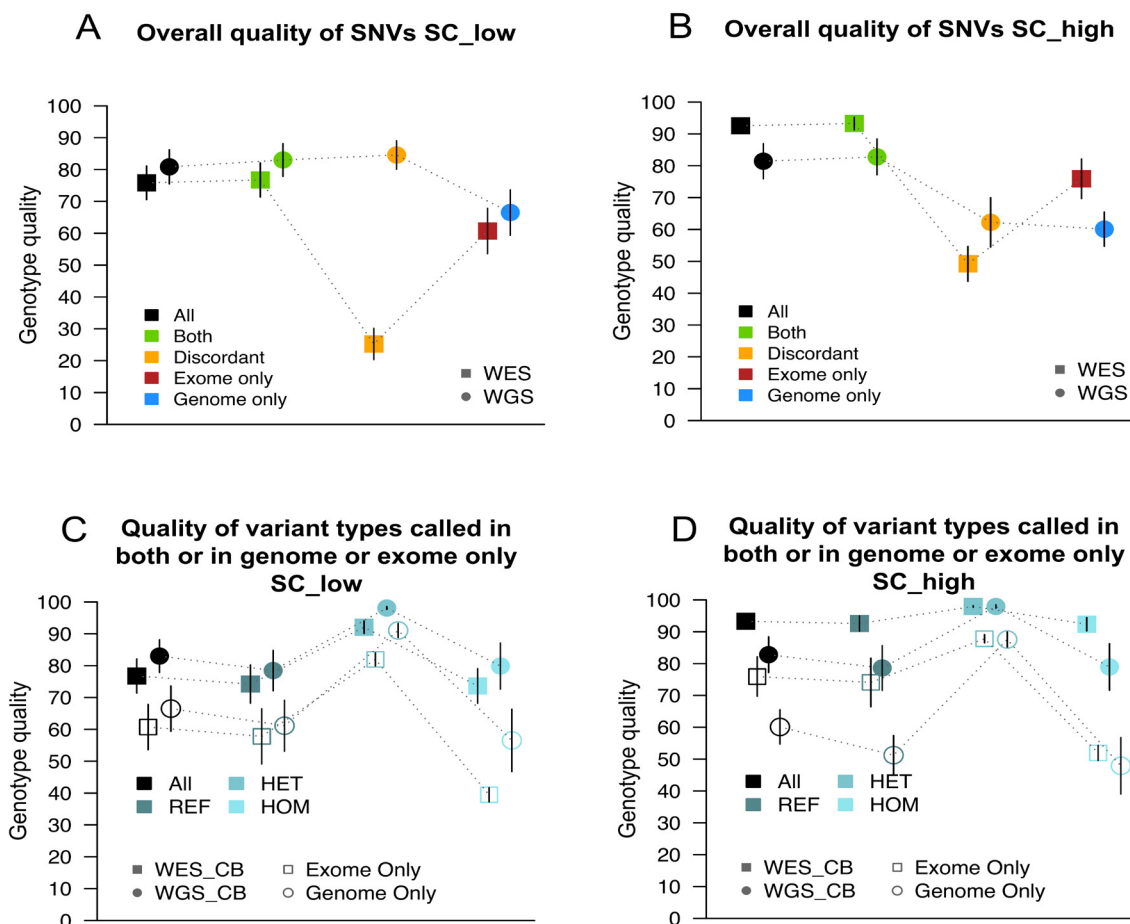 A
Overall quality of SNVs SC_low
Genotype quality
100
90
80
70
60
50
40
30
20
10
0
All
Both
Discordant
Exome only
Genome only
WES
WGS
B
Overall quality of SNVs SC_high
Genotype quality
100
90
80
70
60
50
40
30
20
10
0
All
Both
Discordant
Exome only
Genome only
WES
WGS
C
Quality of variant types called in
both or in genome or exome only
SC_low
Genotype quality
100
90
80
70
60
50
40
30
20
10
0
All HET
REF HOM
WES_CB Exome Only
WGS_CB Genome Only
D
Quality of variant types called in
both or in genome or exome only
SC_high
Genotype quality
100
90
80
70
60
50
40
30
20
10
0
All HET
REF HOM
WES_CB Exome Only
WGS_CB Genome Only